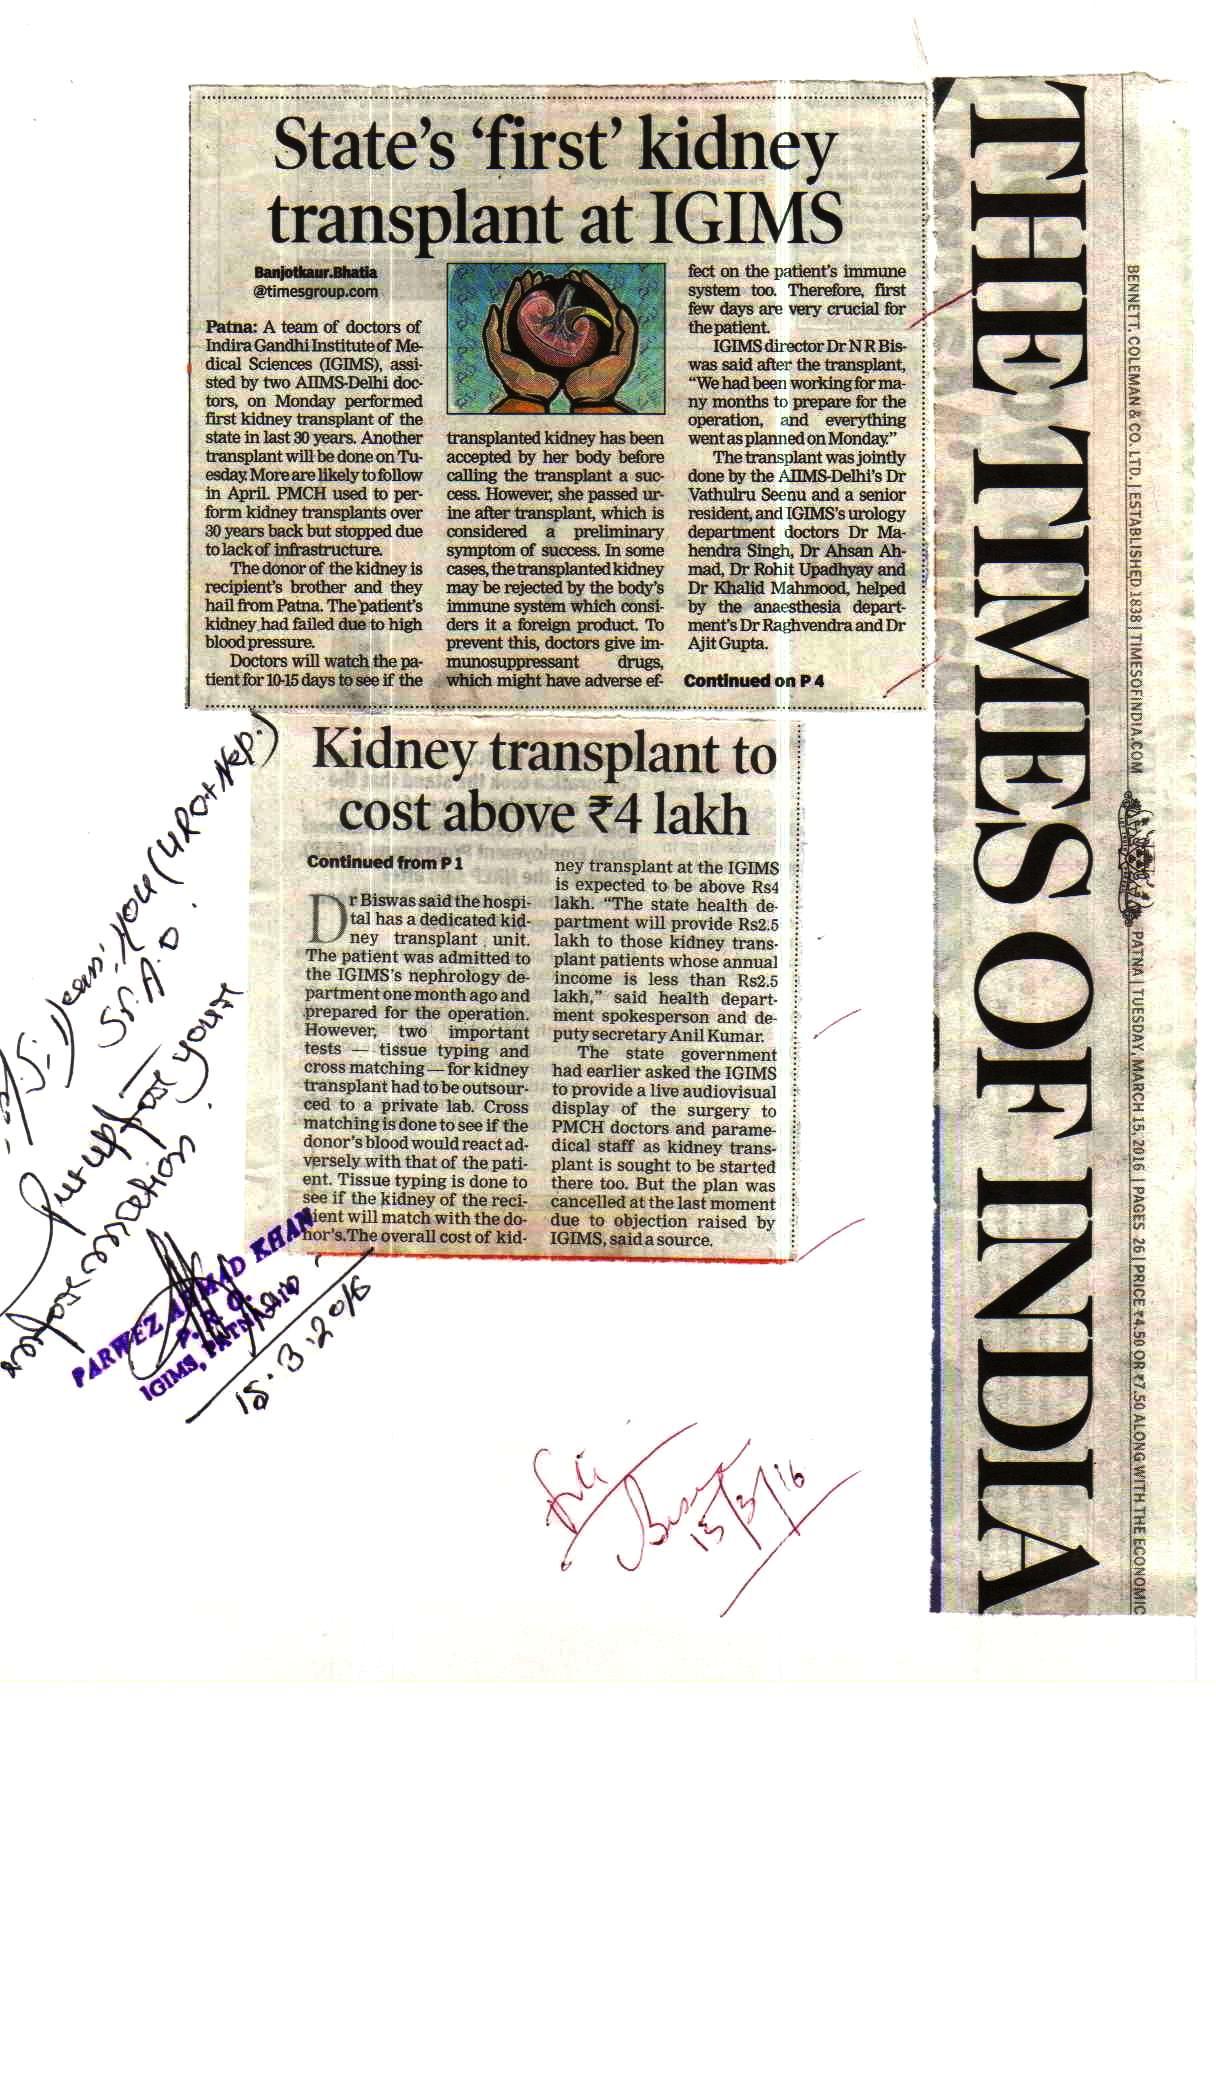 State's 'first' kidney
transplant at IGIMS
Banjotkaur.Bhatia
@timesgroup.com
Patna: A team of doctors of
Indira Gandhi Institute of Me-
dical Sciences (IGIMS), assi-
sted by two AIIMS-Delhi doc-
tors, on Monday performed
first kidney transplant of the
state in last 30 years. Another
transplant will be done on Tu-
esday. More are likely to follow
in April. PMCH used to per-
form kidney transplants over
30 years back but stopped due
to lack of infrastructure.
The donor of the kidney is
recipient's brother and they
hail from Patna. The patient's
kidney had failed due to high
blood pressure.
Doctors will watch the pa-
tient for 10-15 days to see if the
transplanted kidney has been
accepted by her body before
calling the transplant a suc-
cess. However, she passed ur-
ine after transplant, which is
considered a preliminary
symptom of success. In some
cases, the transplanted kidney
may be rejected by the body's
immune system which consi-
ders it a foreign product. To
prevent this, doctors give im-
munosuppressant drugs,
which might have adverse ef-
fect on the patient's immune
system too. Therefore, first
few days are very crucial for
the patient.
IGIMS director Dr N R Bis-
was said after the transplant,
"We had been working for ma-
ny months to prepare for the
operation, and everything
went as planned on Monday."
The transplant was jointly
done by the AIIMS-Delhi's Dr
Vathulru Seenu and a senior
resident, and IGIMS's urology
department doctors Dr Ma-
hendra Singh, Dr Ahsan Ah-
mad, Dr Rohit Upadhyay and
Dr Khalid Mahmood, helped
by the anaesthesia depart-
ment's Dr Raghvendra and Dr
Ajit Gupta.
Continued on P 4
Kidney transplant to
cost above ₹4 lakh
Continued from P 1
Dr Biswas said the hospi-
tal has a dedicated kid-
ney transplant unit.
The patient was admitted to
the IGIMS's nephrology de-
partment one month ago and
prepared for the operation.
However, two important
tests — tissue typing and
cross matching — for kidney
transplant had to be outsour-
ced to a private lab. Cross
matching is done to see if the
donor's blood would react ad-
versely with that of the pati-
ent. Tissue typing is done to
see if the kidney of the reci-
pient will match with the do-
nor's. The overall cost of kid-
ney transplant at the IGIMS
is expected to be above Rs4
lakh. "The state health de-
partment will provide Rs2.5
lakh to those kidney trans-
plant patients whose annual
income is less than Rs2.5
lakh," said health depart-
ment spokesperson and de-
puty secretary Anil Kumar.
The state government
had earlier asked the IGIMS
to provide a live audiovisual
display of the surgery to
PMCH doctors and parame-
dical staff as kidney trans-
plant is sought to be started
there too. But the plan was
cancelled at the last moment
due to objection raised by
IGIMS, said a source.
THE TIMES OF INDIA
BENNETT, COLEMAN & CO. LTD. | ESTABLISHED 1838 | TIMESOFINDIA.COM PATNA | TUESDAY, MARCH 15, 2016 | PAGES 26 | PRICE ₹4.50 OR ₹7.50 ALONG WITH THE ECONOMIC
(URO + Nep.)
Sr. A.O.
Put up for your
information.
PARWEZ AHMAD KHAN
P. R. O.
IGIMS, PATNA
15.3.2016
15/3/16